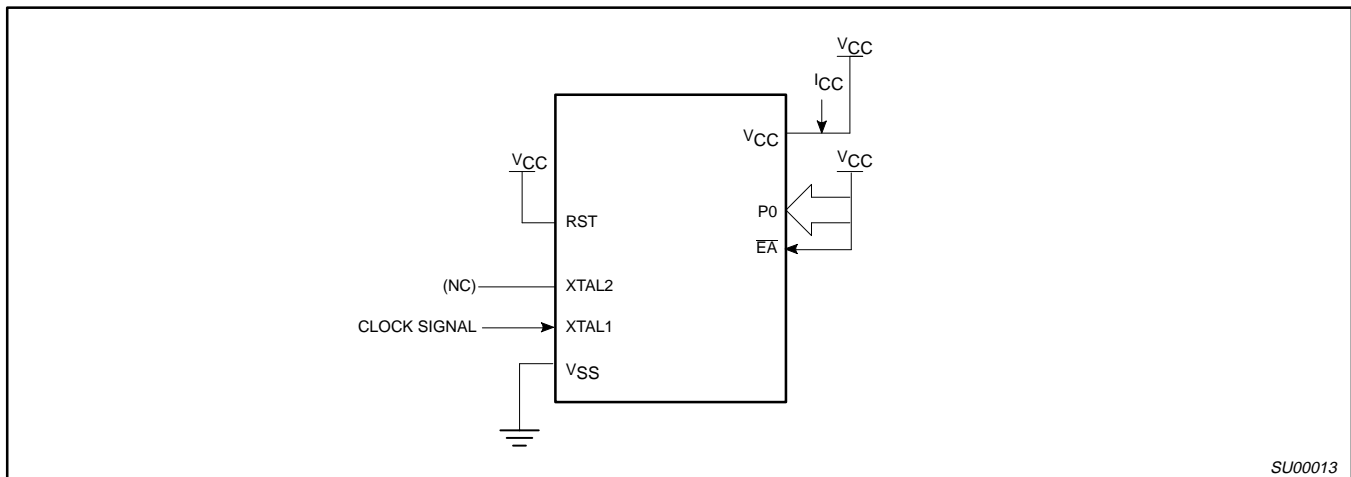 VCC
ICC
VCC
VCC
VCC
RST
P0
EA
(NC)
XTAL2
CLOCK SIGNAL
XTAL1
VSS
SU00013